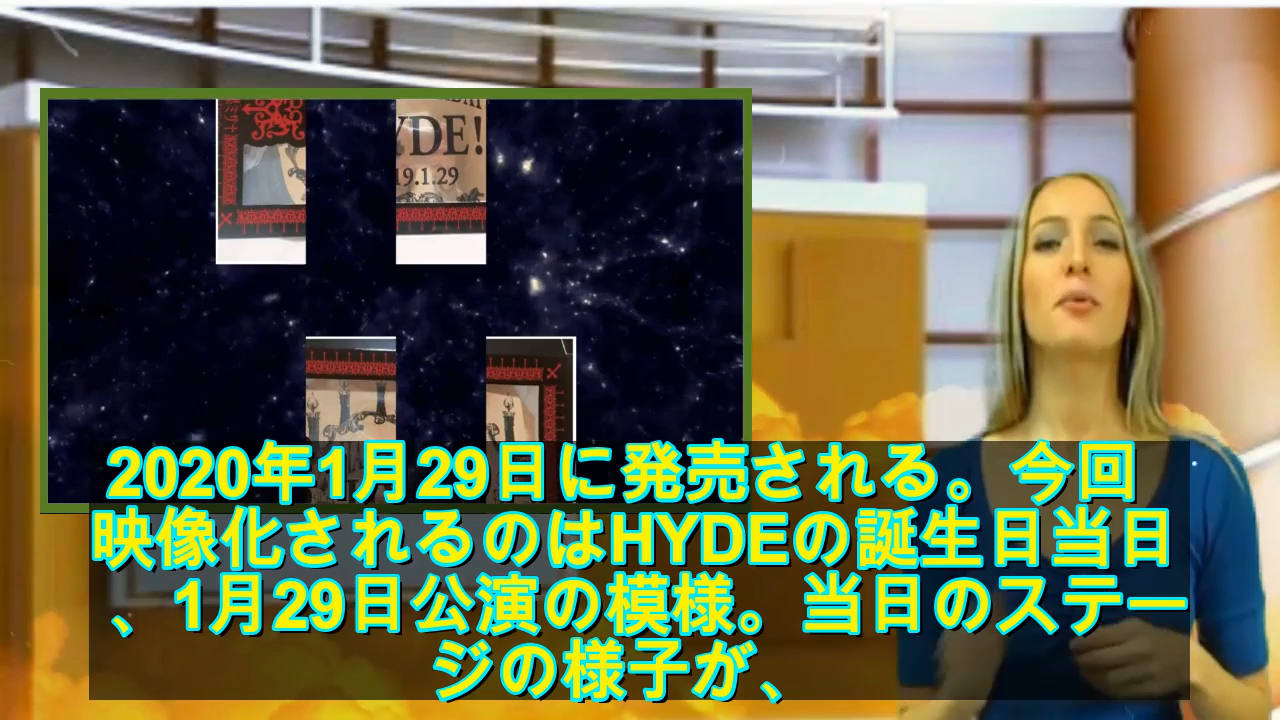 YDE!
19.1.29
2020年1月29日に発売される。今回
映像化されるのはHYDEの誕生日当日
、1月29日公演の模様。当日のステー
ジの様子が、